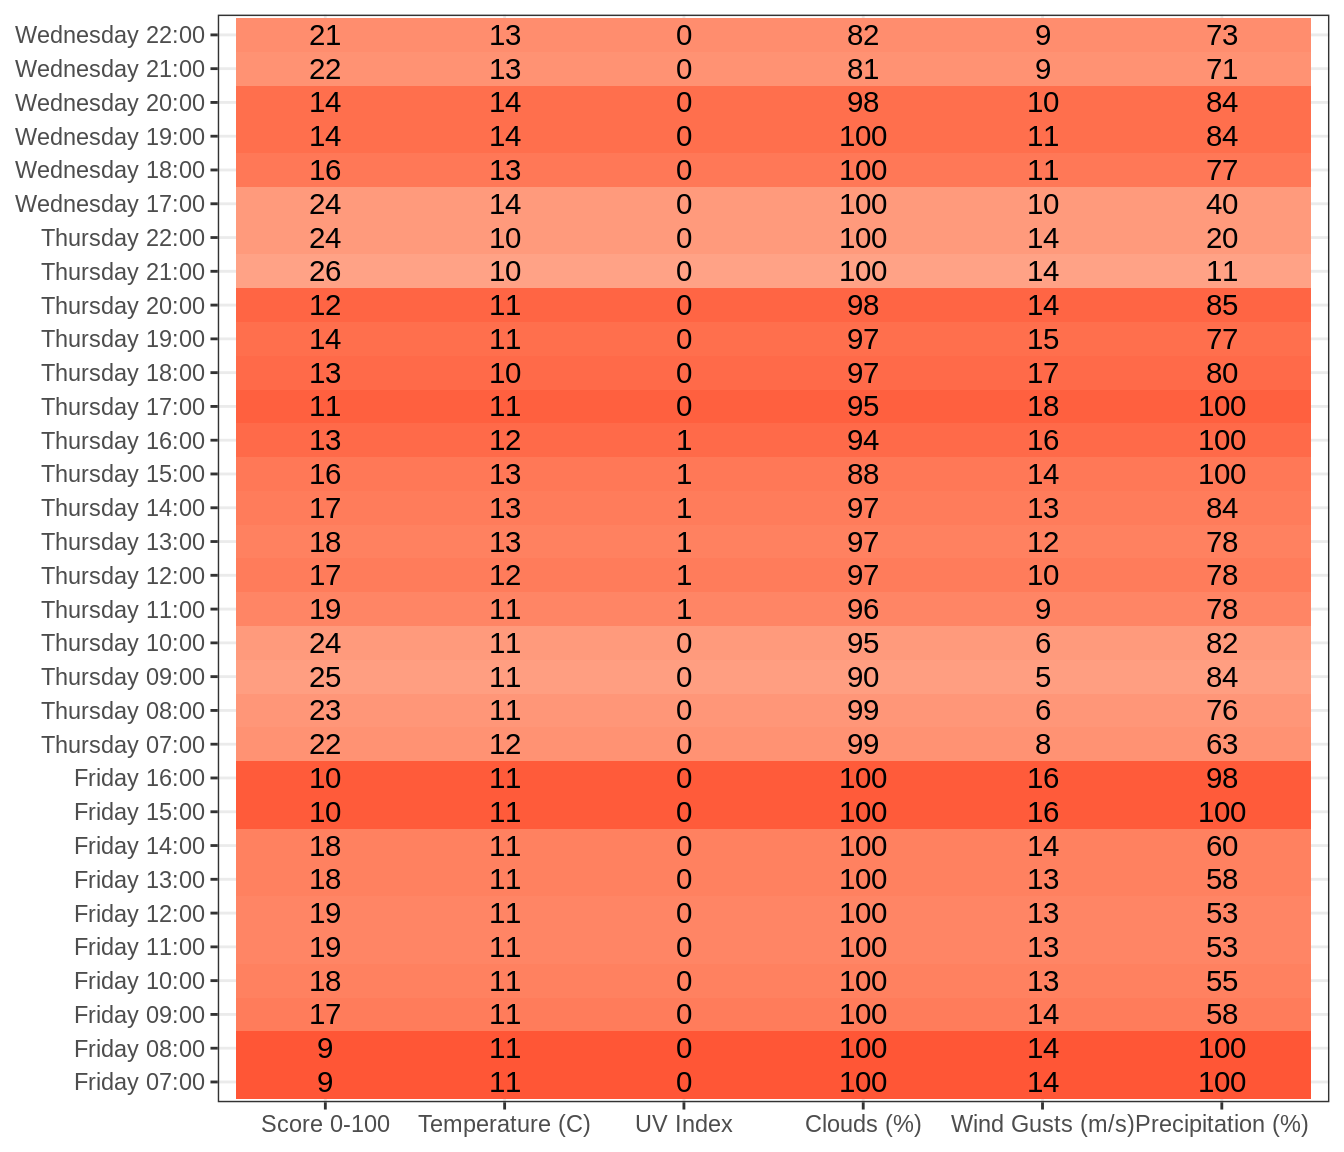 Wednesday 22:00 21 13 0 82 9 73
Wednesday 21:00 22 13 0 81 9 71
Wednesday 20:00 14 14 0 98 10 84
Wednesday 19:00 14 14 0 100 11 84
Wednesday 18:00 16 13 0 100 11 77
Wednesday 17:00 24 14 0 100 10 40
Thursday 22:00 24 10 0 100 14 20
Thursday 21:00 26 10 0 100 14 11
Thursday 20:00 12 11 0 98 14 85
Thursday 19:00 14 11 0 97 15 77
Thursday 18:00 13 10 0 97 17 80
Thursday 17:00 11 11 0 95 18 100
Thursday 16:00 13 12 1 94 16 100
Thursday 15:00 16 13 1 88 14 100
Thursday 14:00 17 13 1 97 13 84
Thursday 13:00 18 13 1 97 12 78
Thursday 12:00 17 12 1 97 10 78
Thursday 11:00 19 11 1 96 9 78
Thursday 10:00 24 11 0 95 6 82
Thursday 09:00 25 11 0 90 5 84
Thursday 08:00 23 11 0 99 6 76
Thursday 07:00 22 12 0 99 8 63
Friday 16:00 10 11 0 100 16 98
Friday 15:00 10 11 0 100 16 100
Friday 14:00 18 11 0 100 14 60
Friday 13:00 18 11 0 100 13 58
Friday 12:00 19 11 0 100 13 53
Friday 11:00 19 11 0 100 13 53
Friday 10:00 18 11 0 100 13 55
Friday 09:00 17 11 0 100 14 58
Friday 08:00 9 11 0 100 14 100
Friday 07:00 9 11 0 100 14 100
Score 0-100 Temperature (C) UV Index Clouds (%) Wind Gusts (m/s) Precipitation (%)